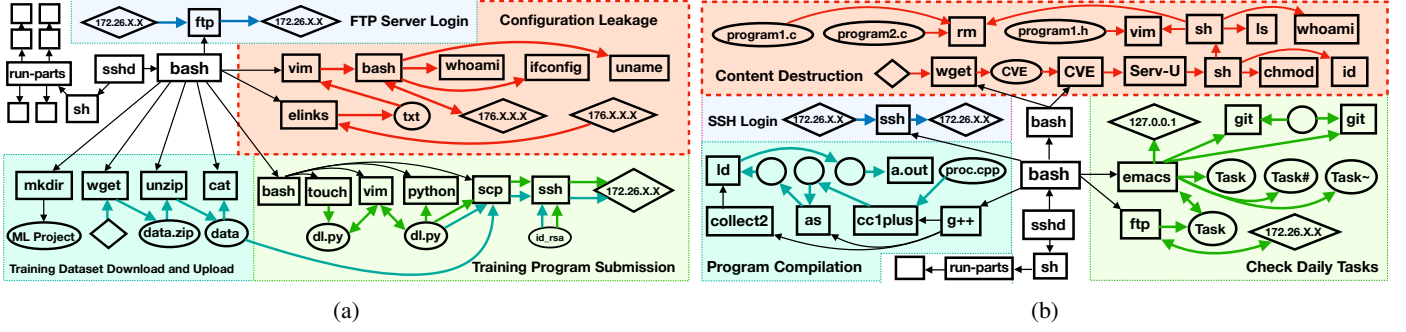 172.26.X.X
ftp
172.26.X.X
FTP Server Login
Configuration Leakage
run-parts
sshd
bash
sh
vim
bash
whoami
ifconfig
uname
elinks
txt
176.X.X.X
176.X.X.X
mkdir
wget
unzip
cat
ML Project
data.zip
data
Training Dataset Download and Upload
bash
touch
vim
python
scp
ssh
172.26.X.X
dl.py
dl.py
id_rsa
Training Program Submission
(a)
program1.c
program2.c
rm
program1.h
vim
sh
ls
whoami
Content Destruction
wget
CVE
CVE
Serv-U
sh
chmod
id
SSH Login
172.26.X.X
ssh
172.26.X.X
bash
127.0.0.1
git
git
ld
a.out
proc.cpp
bash
emacs
Task
Task#
Task~
collect2
as
cc1plus
g++
sshd
ftp
Task
172.26.X.X
Program Compilation
run-parts
sh
Check Daily Tasks
(b)